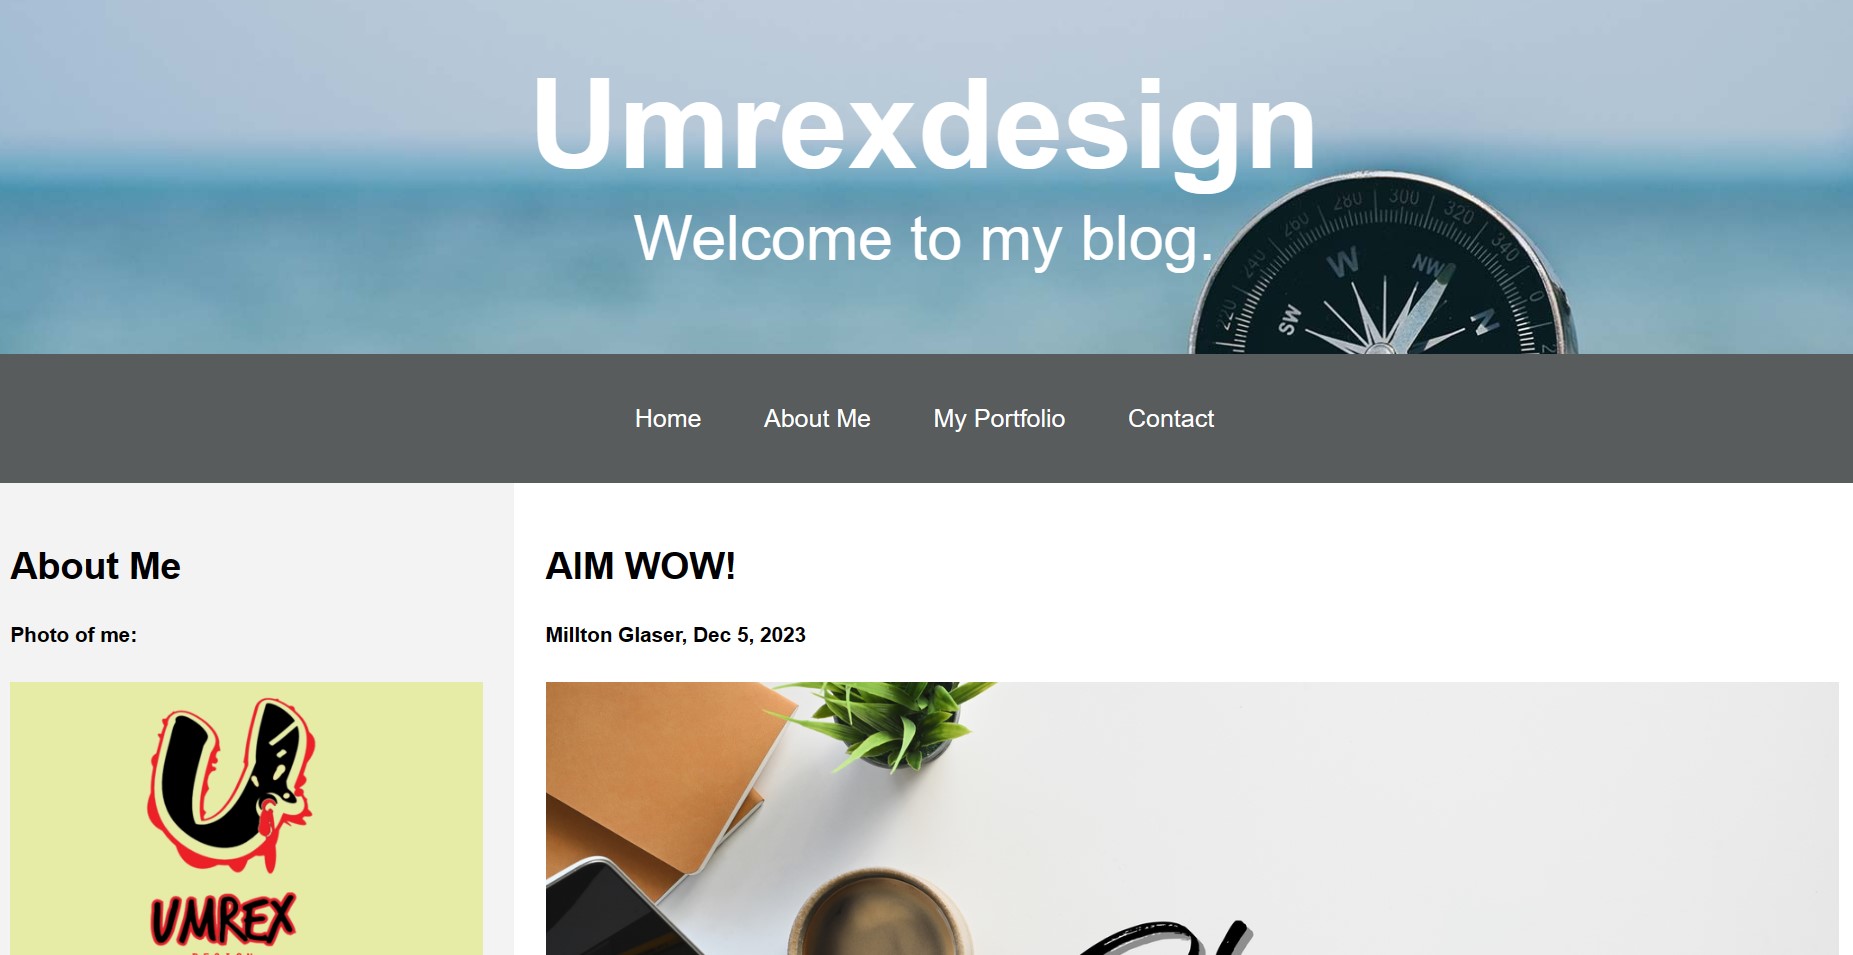 Umrexdesign
Welcome to my blog.
220 240 260 280 300 320 340 0
SW W NW N
Home About Me My Portfolio Contact
About Me
Photo of me:
UMREX
AIM WOW!
Millton Glaser, Dec 5, 2023